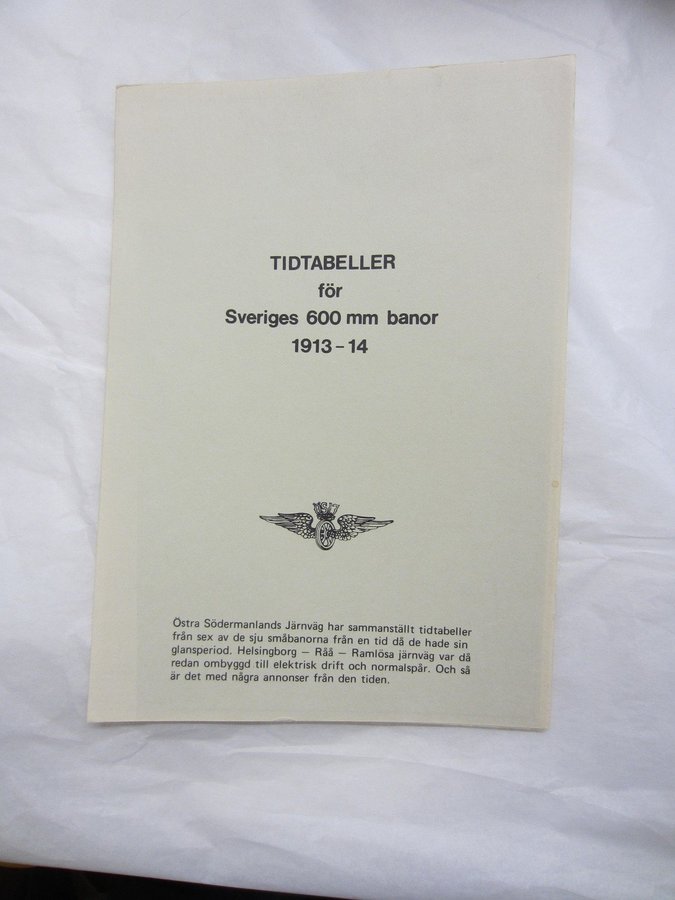 TIDTABELLER
för
Sveriges 600 mm banor
1913-14
ÖSlJ
Östra Södermanlands Järnväg har sammanställt tidtabeller
från sex av de sju småbanorna från en tid då de hade sin
glansperiod. Helsingborg – Råå – Ramlösa järnväg var då
redan ombyggd till elektrisk drift och normalspår. Och så
är det med några annonser från den tiden.